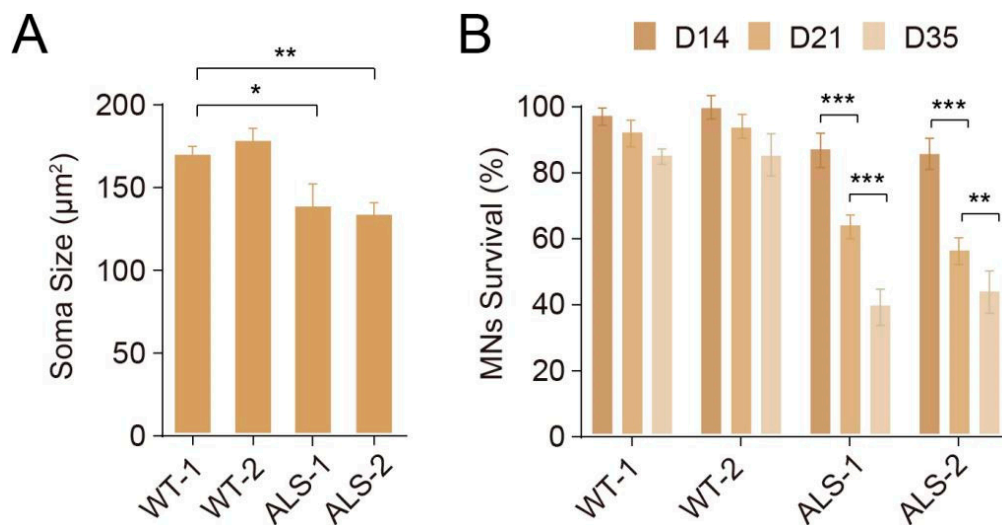 A
Soma Size (µm²)
200
150
100
50
0
*
**
WT-1
WT-2
ALS-1
ALS-2
B
D14
D21
D35
MNs Survival (%)
100
80
60
40
20
0
***
***
***
**
WT-1
WT-2
ALS-1
ALS-2